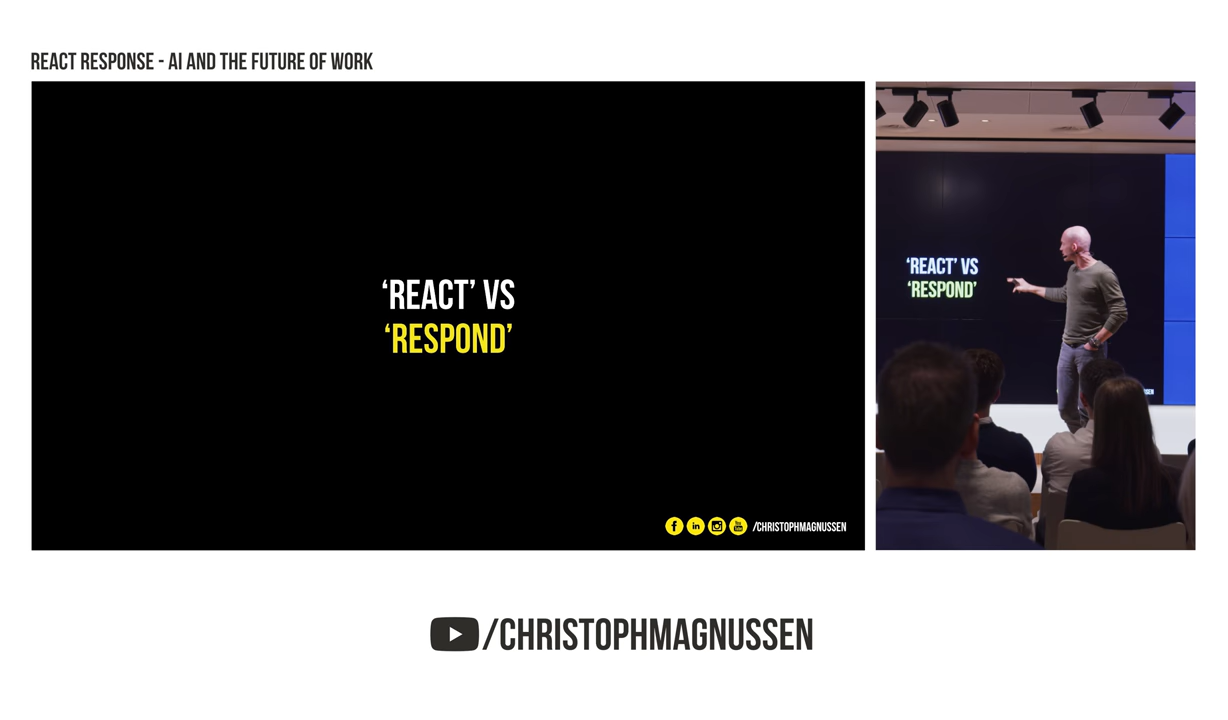 REACT RESPONSE - AI AND THE FUTURE OF WORK
‘REACT’ VS
‘RESPOND’
/CHRISTOPHMAGNUSSEN
‘REACT’ VS
‘RESPOND’
/CHRISTOPHMAGNUSSEN